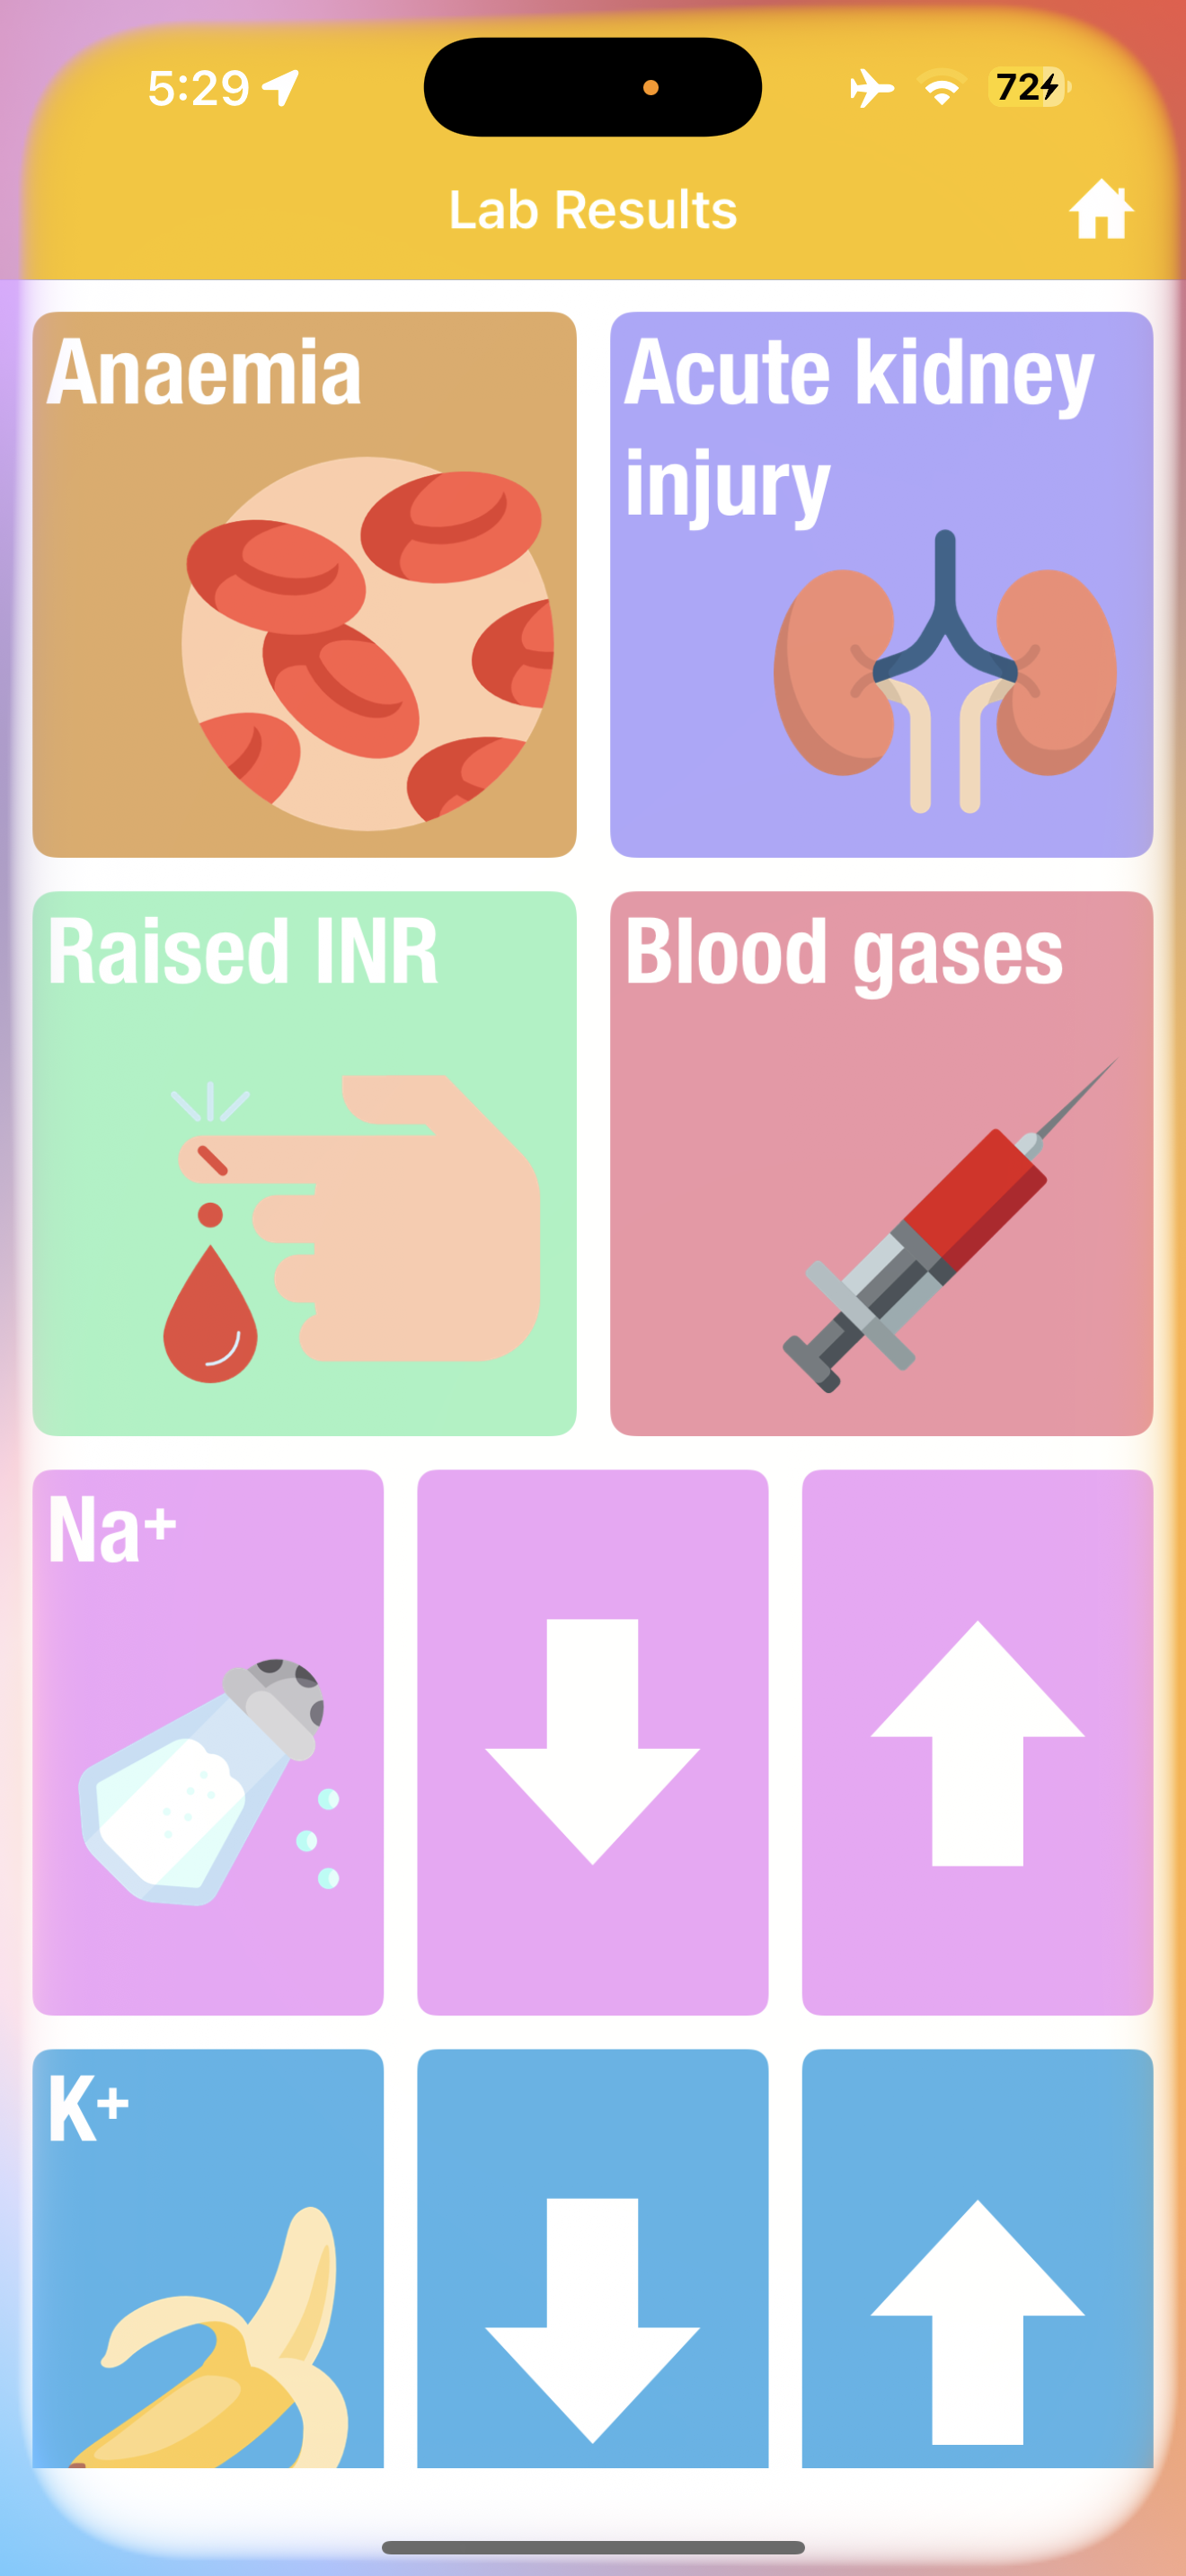 5:29
72
Lab Results
Anaemia
Acute kidney
injury
Raised INR
Blood gases
Na⁺
K⁺